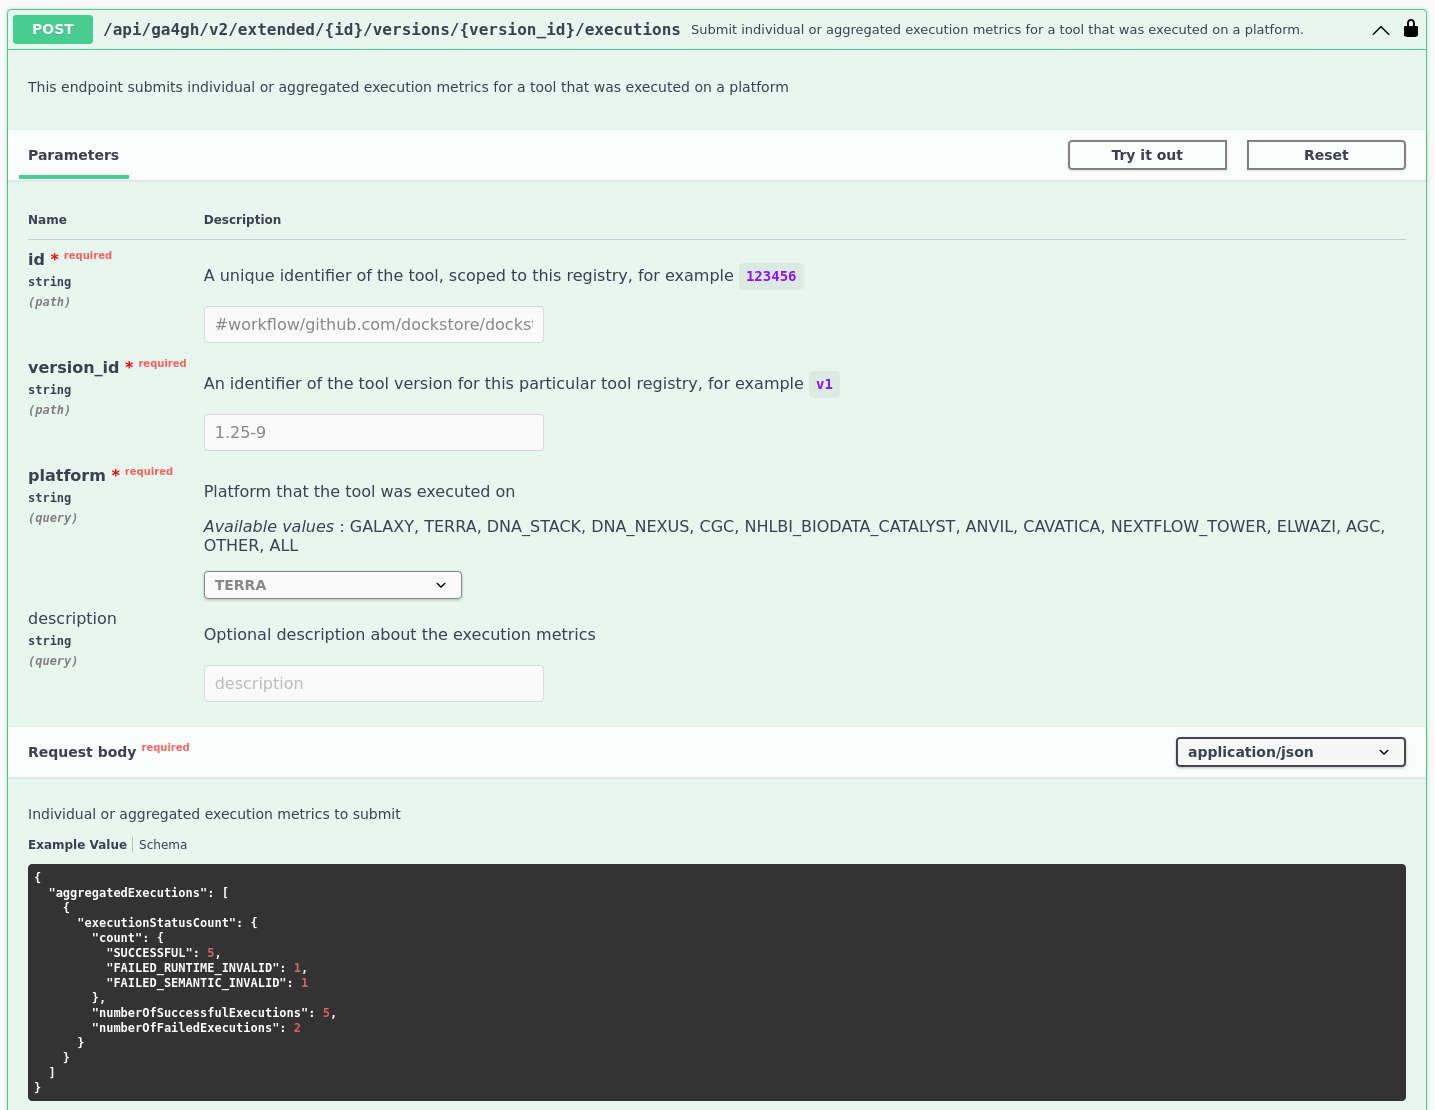 POST /api/ga4gh/v2/extended/{id}/versions/{version_id}/executions Submit individual or aggregated execution metrics for a tool that was executed on a platform.
This endpoint submits individual or aggregated execution metrics for a tool that was executed on a platform
Parameters Try it out Reset
Name Description
id * required
string
(path)
A unique identifier of the tool, scoped to this registry, for example 123456
#workflow/github.com/dockstore/dockst
version_id * required
string
(path)
An identifier of the tool version for this particular tool registry, for example v1
1.25-9
platform * required
string
(query)
Platform that the tool was executed on
Available values : GALAXY, TERRA, DNA_STACK, DNA_NEXUS, CGC, NHLBI_BIODATA_CATALYST, ANVIL, CAVATICA, NEXTFLOW_TOWER, ELWAZI, AGC,
OTHER, ALL
TERRA
description
string
(query)
Optional description about the execution metrics
description
Request body required application/json
Individual or aggregated execution metrics to submit
Example Value Schema
{
  "aggregatedExecutions": [
    {
      "executionStatusCount": {
        "count": {
          "SUCCESSFUL": 5,
          "FAILED_RUNTIME_INVALID": 1,
          "FAILED_SEMANTIC_INVALID": 1
        },
        "numberOfSuccessfulExecutions": 5,
        "numberOfFailedExecutions": 2
      }
    }
  ]
}